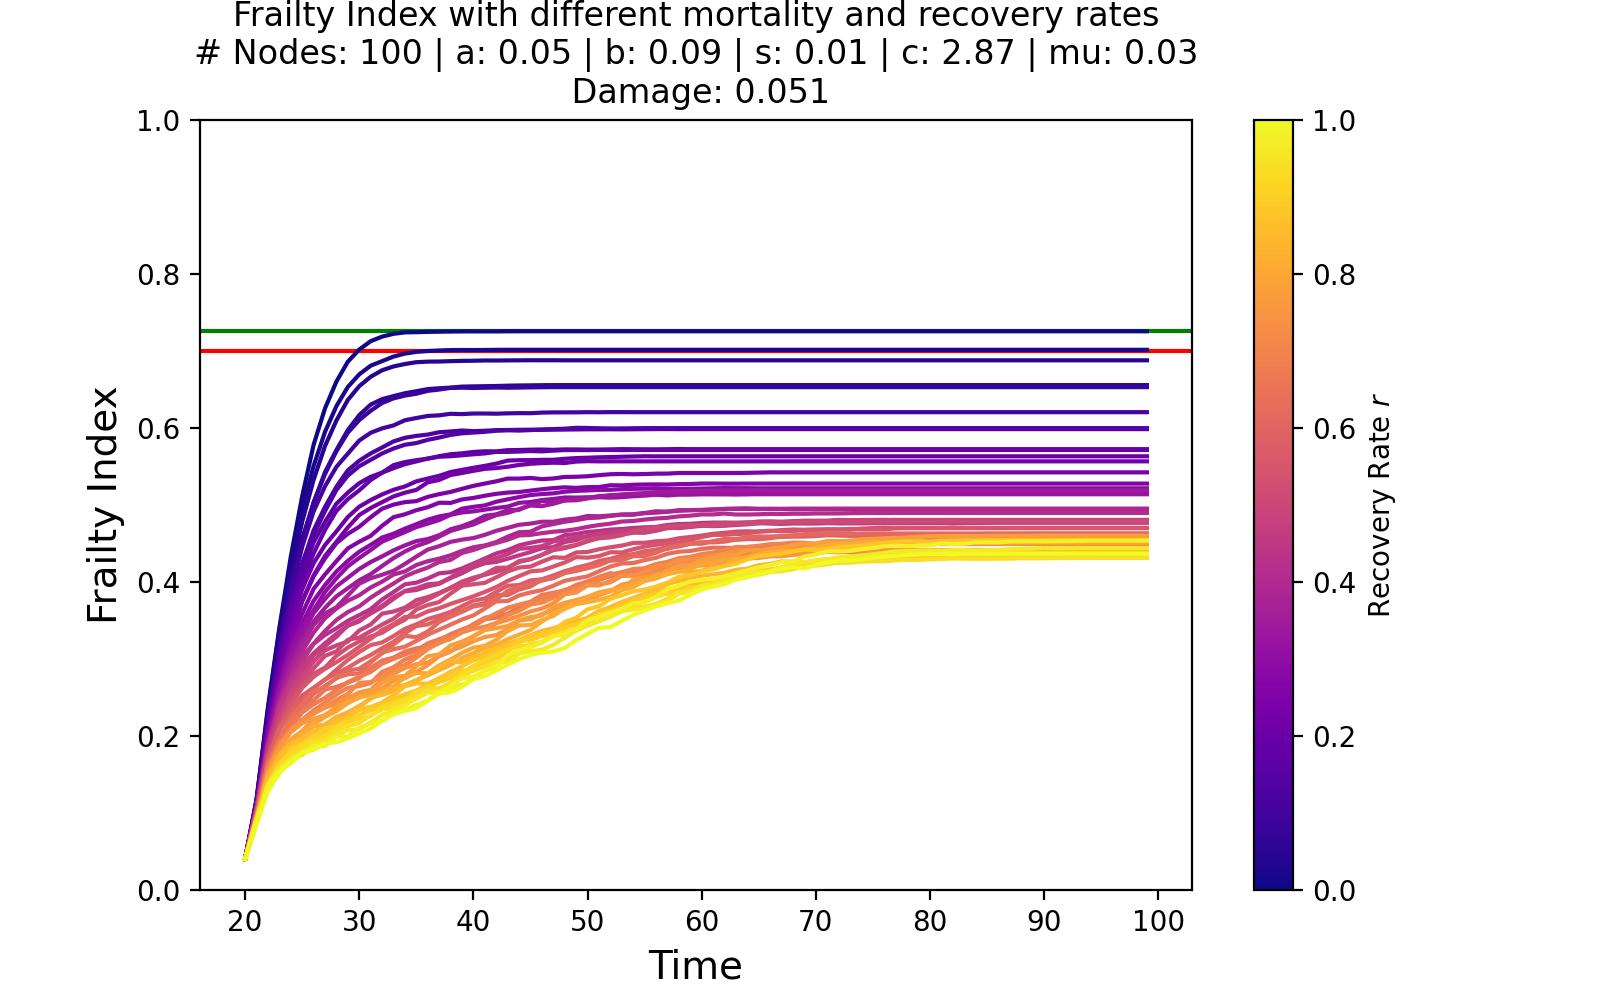 Frailty Index with different mortality and recovery rates
# Nodes: 100 | a: 0.05 | b: 0.09 | s: 0.01 | c: 2.87 | mu: 0.03
Damage: 0.051
Frailty Index
1.0
0.8
0.6
0.4
0.2
0.0
20 30 40 50 60 70 80 90 100
Time
1.0
0.8
0.6
0.4
0.2
0.0
Recovery Rate r